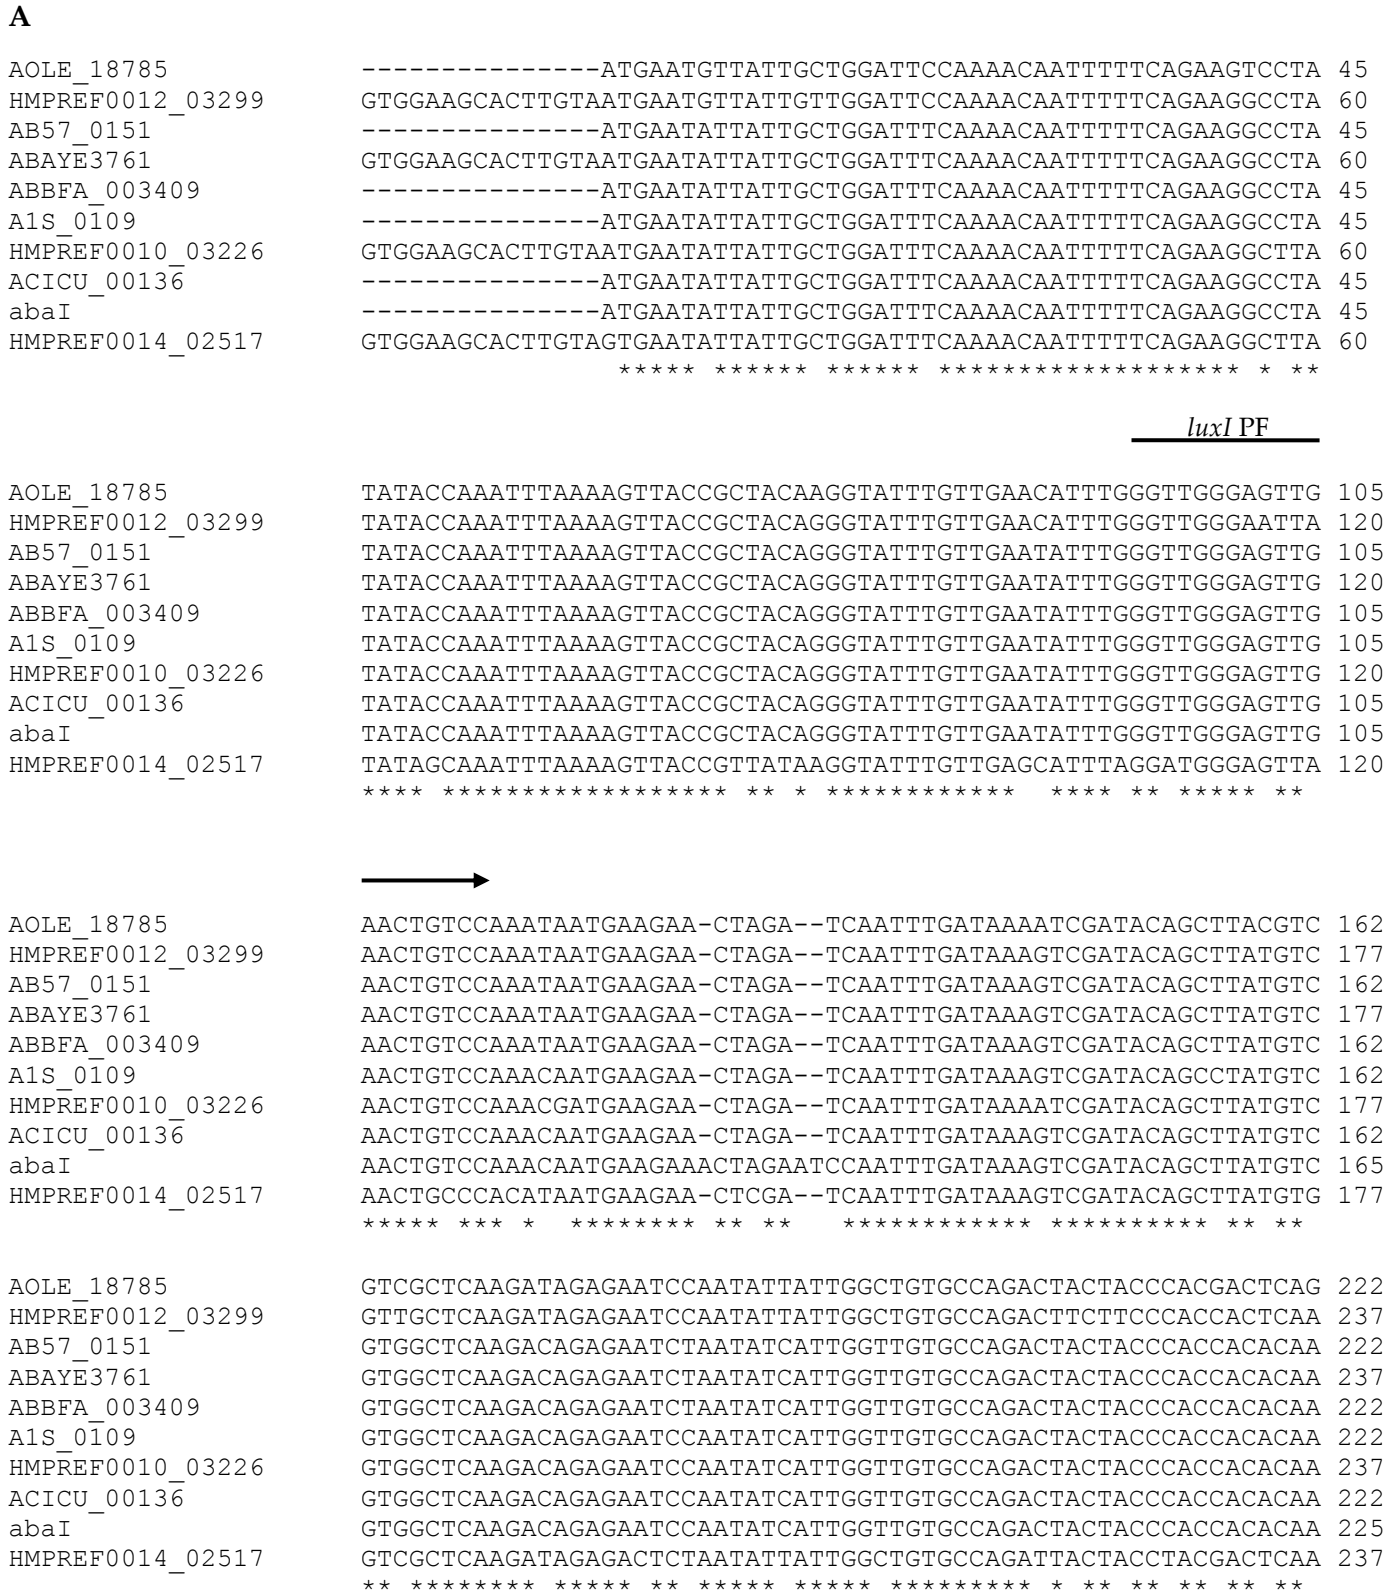 A
AOLE_18785 ---------------ATGAATGTTATTGCTGGATTCCAAAACAATTTTTCAGAAGTCCTA 45
HMPREF0012_03299 GTGGAAGCACTTGTAATGAATGTTATTGTTGGATTCCAAAACAATTTTTCAGAAGGCCTA 60
AB57_0151 ---------------ATGAATATTATTGCTGGATTTCAAAACAATTTTTCAGAAGGCCTA 45
ABAYE3761 GTGGAAGCACTTGTAATGAATATTATTGCTGGATTTCAAAACAATTTTTCAGAAGGCCTA 60
ABBFA_003409 ---------------ATGAATATTATTGCTGGATTTCAAAACAATTTTTCAGAAGGCCTA 45
A1S_0109 ---------------ATGAATATTATTGCTGGATTTCAAAACAATTTTTCAGAAGGCCTA 45
HMPREF0010_03226 GTGGAAGCACTTGTAATGAATATTATTGCTGGATTTCAAAACAATTTTTCAGAAGGCTTA 60
ACICU_00136 ---------------ATGAATATTATTGCTGGATTTCAAAACAATTTTTCAGAAGGCCTA 45
abaI ---------------ATGAATATTATTGCTGGATTTCAAAACAATTTTTCAGAAGGCCTA 45
HMPREF0014_02517 GTGGAAGCACTTGTAGTGAATATTATTGCTGGATTTCAAAACAATTTTTCAGAAGGCTTA 60
***** ****** ****** ******************* * **
luxI PF
AOLE_18785 TATACCAAATTTAAAAGTTACCGCTACAAGGTATTTGTTGAACATTTGGGTTGGGAGTTG 105
HMPREF0012_03299 TATACCAAATTTAAAAGTTACCGCTACAGGGTATTTGTTGAACATTTGGGTTGGGAATTA 120
AB57_0151 TATACCAAATTTAAAAGTTACCGCTACAGGGTATTTGTTGAATATTTGGGTTGGGAGTTG 105
ABAYE3761 TATACCAAATTTAAAAGTTACCGCTACAGGGTATTTGTTGAATATTTGGGTTGGGAGTTG 120
ABBFA_003409 TATACCAAATTTAAAAGTTACCGCTACAGGGTATTTGTTGAATATTTGGGTTGGGAGTTG 105
A1S_0109 TATACCAAATTTAAAAGTTACCGCTACAGGGTATTTGTTGAATATTTGGGTTGGGAGTTG 105
HMPREF0010_03226 TATACCAAATTTAAAAGTTACCGCTACAGGGTATTTGTTGAATATTTGGGTTGGGAGTTG 120
ACICU_00136 TATACCAAATTTAAAAGTTACCGCTACAGGGTATTTGTTGAATATTTGGGTTGGGAGTTG 105
abaI TATACCAAATTTAAAAGTTACCGCTACAGGGTATTTGTTGAATATTTGGGTTGGGAGTTG 105
HMPREF0014_02517 TATAGCAAATTTAAAAGTTACCGTTATAAGGTATTTGTTGAGCATTTAGGATGGGAGTTA 120
**** ****************** ** * ************  **** ** ***** **
AOLE_18785 AACTGTCCAAATAATGAAGAA-CTAGA--TCAATTTGATAAAATCGATACAGCTTACGTC 162
HMPREF0012_03299 AACTGTCCAAATAATGAAGAA-CTAGA--TCAATTTGATAAAGTCGATACAGCTTATGTC 177
AB57_0151 AACTGTCCAAATAATGAAGAA-CTAGA--TCAATTTGATAAAGTCGATACAGCTTATGTC 162
ABAYE3761 AACTGTCCAAATAATGAAGAA-CTAGA--TCAATTTGATAAAGTCGATACAGCTTATGTC 177
ABBFA_003409 AACTGTCCAAATAATGAAGAA-CTAGA--TCAATTTGATAAAGTCGATACAGCTTATGTC 162
A1S_0109 AACTGTCCAAACAATGAAGAA-CTAGA--TCAATTTGATAAAGTCGATACAGCCTATGTC 162
HMPREF0010_03226 AACTGTCCAAACGATGAAGAA-CTAGA--TCAATTTGATAAAATCGATACAGCTTATGTC 177
ACICU_00136 AACTGTCCAAACAATGAAGAA-CTAGA--TCAATTTGATAAAGTCGATACAGCTTATGTC 162
abaI AACTGTCCAAACAATGAAGAAACTAGAATCCAATTTGATAAAGTCGATACAGCTTATGTC 165
HMPREF0014_02517 AACTGCCCACATAATGAAGAA-CTCGA--TCAATTTGATAAAGTCGATACAGCTTATGTG 177
***** *** *  ******** ** **   ************ ********** ** **
AOLE_18785 GTCGCTCAAGATAGAGAATCCAATATTATTGGCTGTGCCAGACTACTACCCACGACTCAG 222
HMPREF0012_03299 GTTGCTCAAGATAGAGAATCCAATATTATTGGCTGTGCCAGACTTCTTCCCACCACTCAA 237
AB57_0151 GTGGCTCAAGACAGAGAATCTAATATCATTGGTTGTGCCAGACTACTACCCACCACACAA 222
ABAYE3761 GTGGCTCAAGACAGAGAATCTAATATCATTGGTTGTGCCAGACTACTACCCACCACACAA 237
ABBFA_003409 GTGGCTCAAGACAGAGAATCTAATATCATTGGTTGTGCCAGACTACTACCCACCACACAA 222
A1S_0109 GTGGCTCAAGACAGAGAATCCAATATCATTGGTTGTGCCAGACTACTACCCACCACACAA 222
HMPREF0010_03226 GTGGCTCAAGACAGAGAATCCAATATCATTGGTTGTGCCAGACTACTACCCACCACACAA 237
ACICU_00136 GTGGCTCAAGACAGAGAATCCAATATCATTGGTTGTGCCAGACTACTACCCACCACACAA 222
abaI GTGGCTCAAGACAGAGAATCCAATATCATTGGTTGTGCCAGACTACTACCCACCACACAA 225
HMPREF0014_02517 GTCGCTCAAGATAGAGACTCTAATATTATTGGCTGTGCCAGATTACTACCTACGACTCAA 237
** ******** ***** ** ***** ***** ********* * ** ** ** ** **